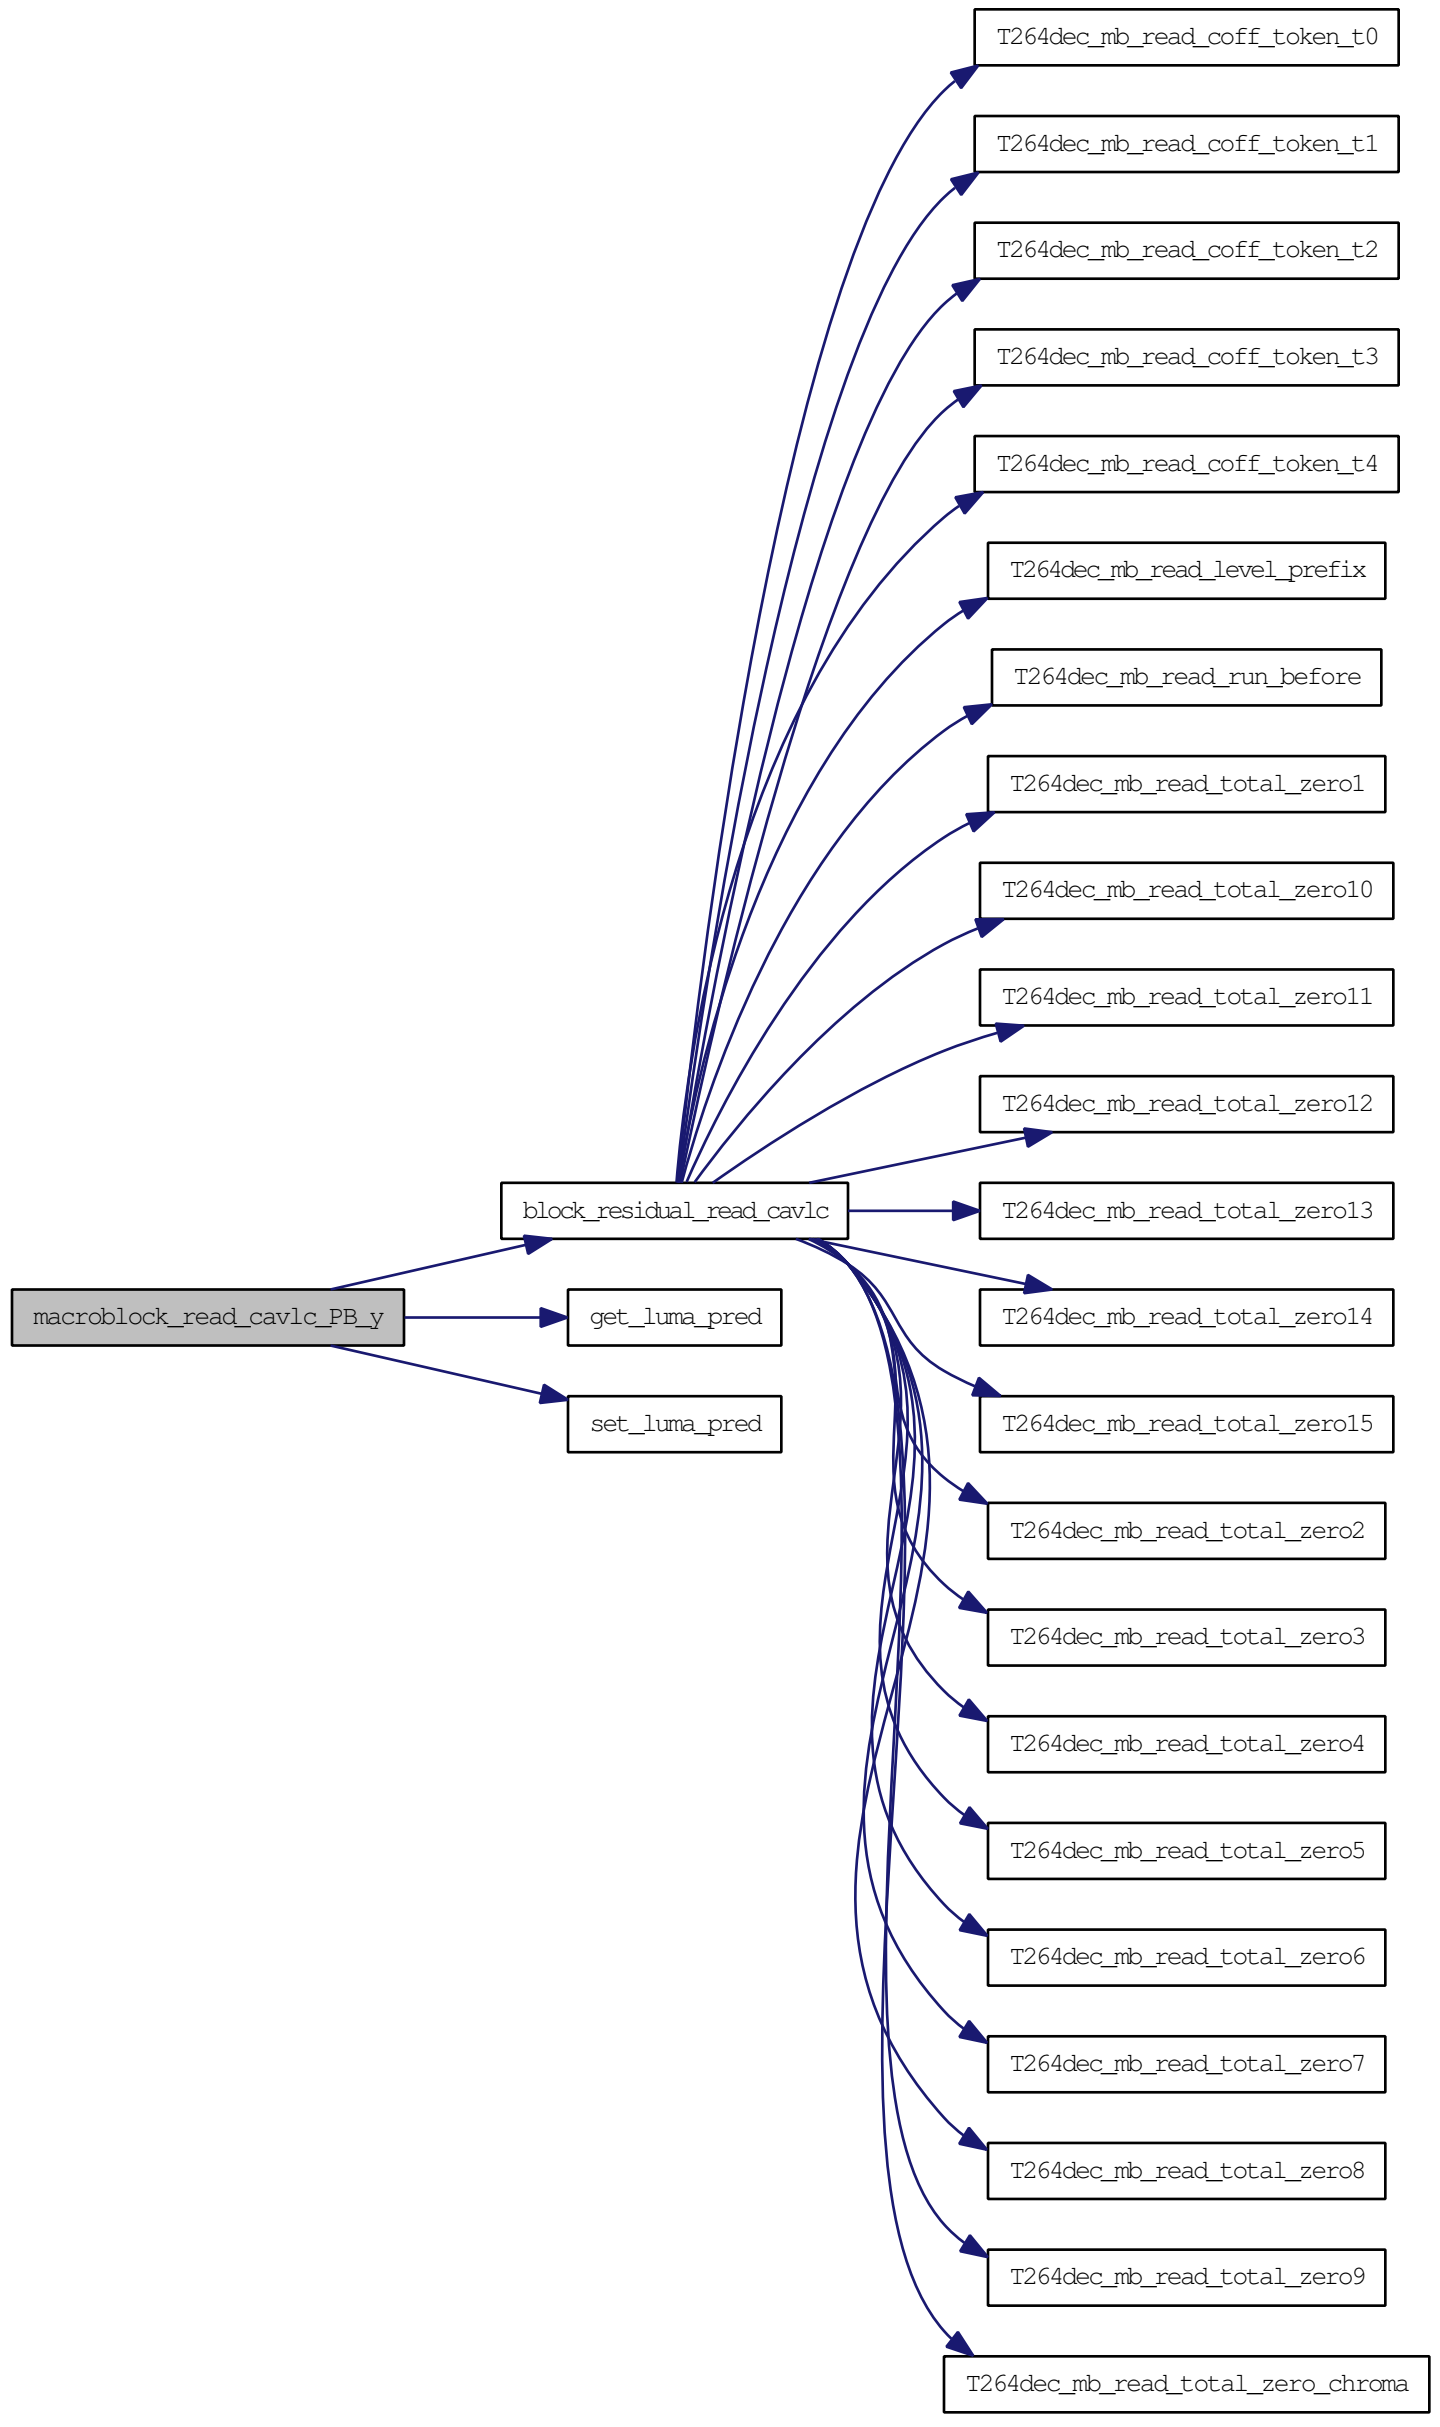 T264dec_mb_read_coff_token_t0
T264dec_mb_read_coff_token_t1
T264dec_mb_read_coff_token_t2
T264dec_mb_read_coff_token_t3
T264dec_mb_read_coff_token_t4
T264dec_mb_read_level_prefix
T264dec_mb_read_run_before
T264dec_mb_read_total_zero1
T264dec_mb_read_total_zero10
T264dec_mb_read_total_zero11
T264dec_mb_read_total_zero12
block_residual_read_cavlc
T264dec_mb_read_total_zero13
macroblock_read_cavlc_PB_y
get_luma_pred
T264dec_mb_read_total_zero14
set_luma_pred
T264dec_mb_read_total_zero15
T264dec_mb_read_total_zero2
T264dec_mb_read_total_zero3
T264dec_mb_read_total_zero4
T264dec_mb_read_total_zero5
T264dec_mb_read_total_zero6
T264dec_mb_read_total_zero7
T264dec_mb_read_total_zero8
T264dec_mb_read_total_zero9
T264dec_mb_read_total_zero_chroma